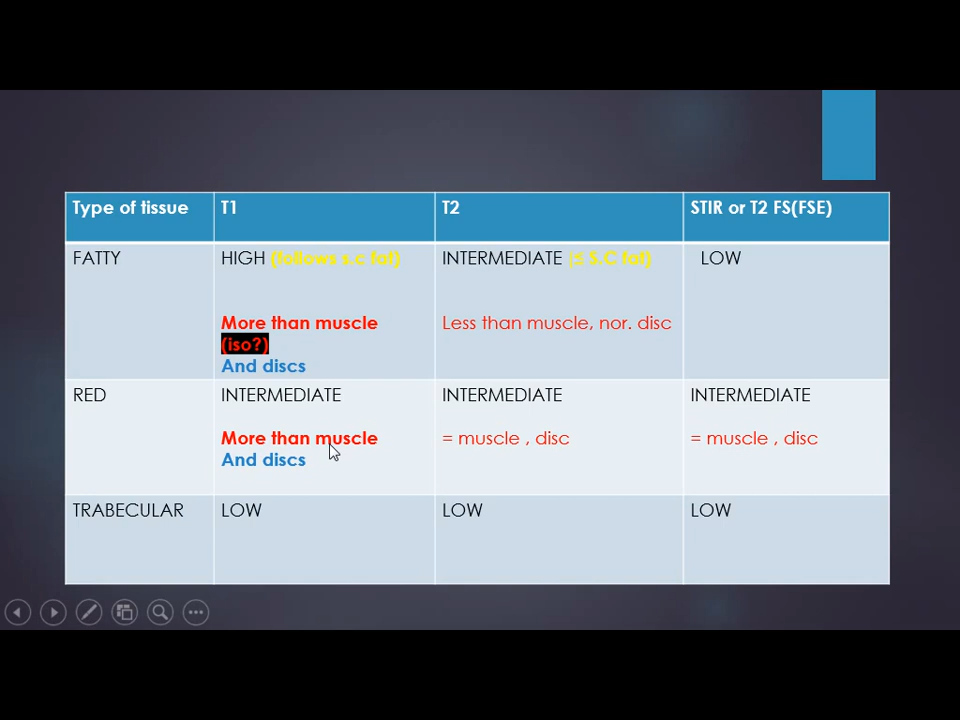 Type of tissue
T1
T2
STIR or T2 FS(FSE)
FATTY
HIGH (follows s.c fat)
More than muscle
(iso?)
And discs
INTERMEDIATE (≤ S.C fat)
Less than muscle, nor. disc
LOW
RED
INTERMEDIATE
More than muscle
And discs
INTERMEDIATE
= muscle , disc
INTERMEDIATE
= muscle , disc
TRABECULAR
LOW
LOW
LOW